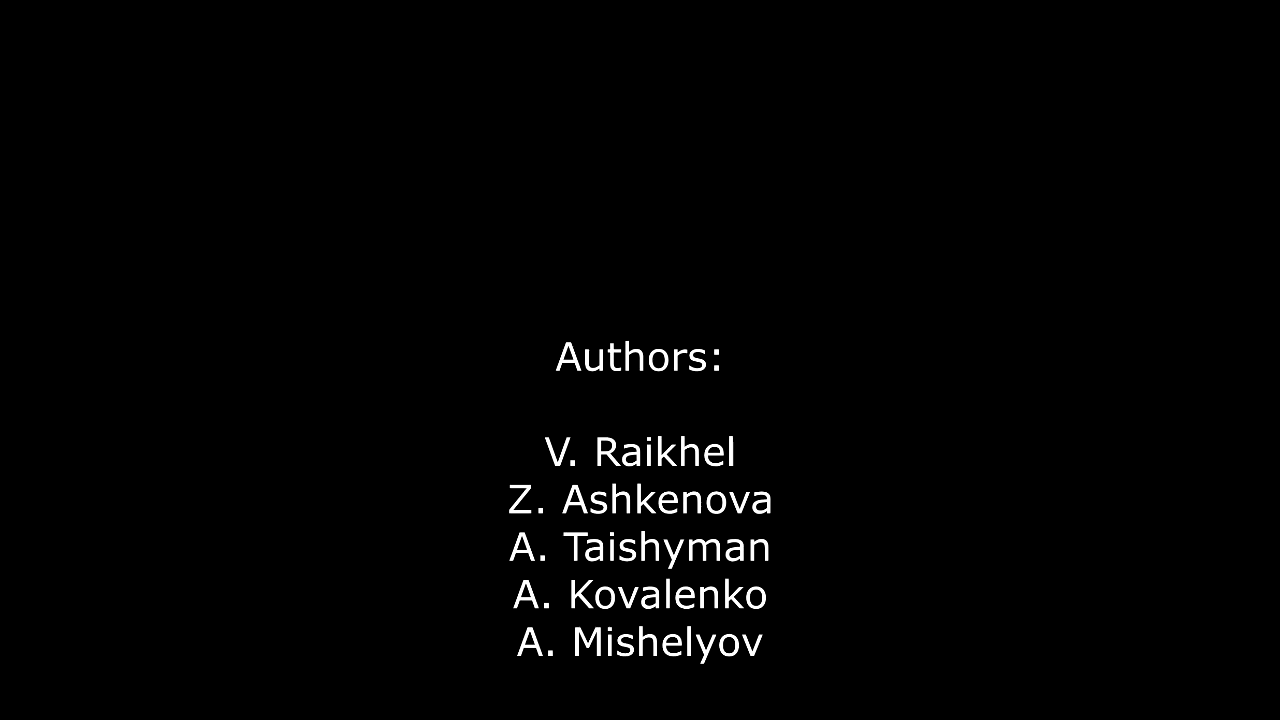 Authors:
V. Raikhel
Z. Ashkenova
A. Taishyman
A. Kovalenko
A. Mishelyov